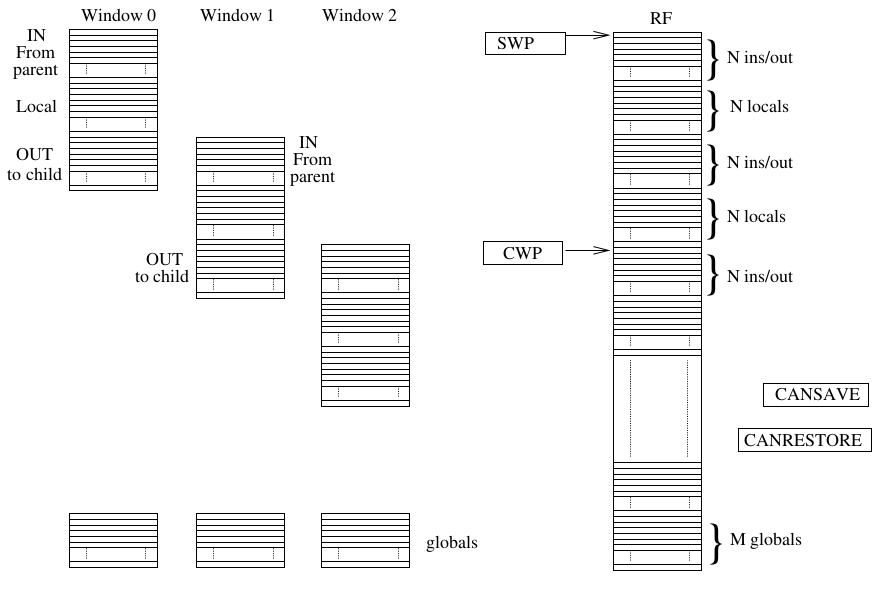 Window 0
Window 1
Window 2
RF
IN
From
parent
Local
OUT
to child
IN
From
parent
OUT
to child
globals
SWP
CWP
N ins/out
N locals
N ins/out
N locals
N ins/out
CANSAVE
CANRESTORE
M globals